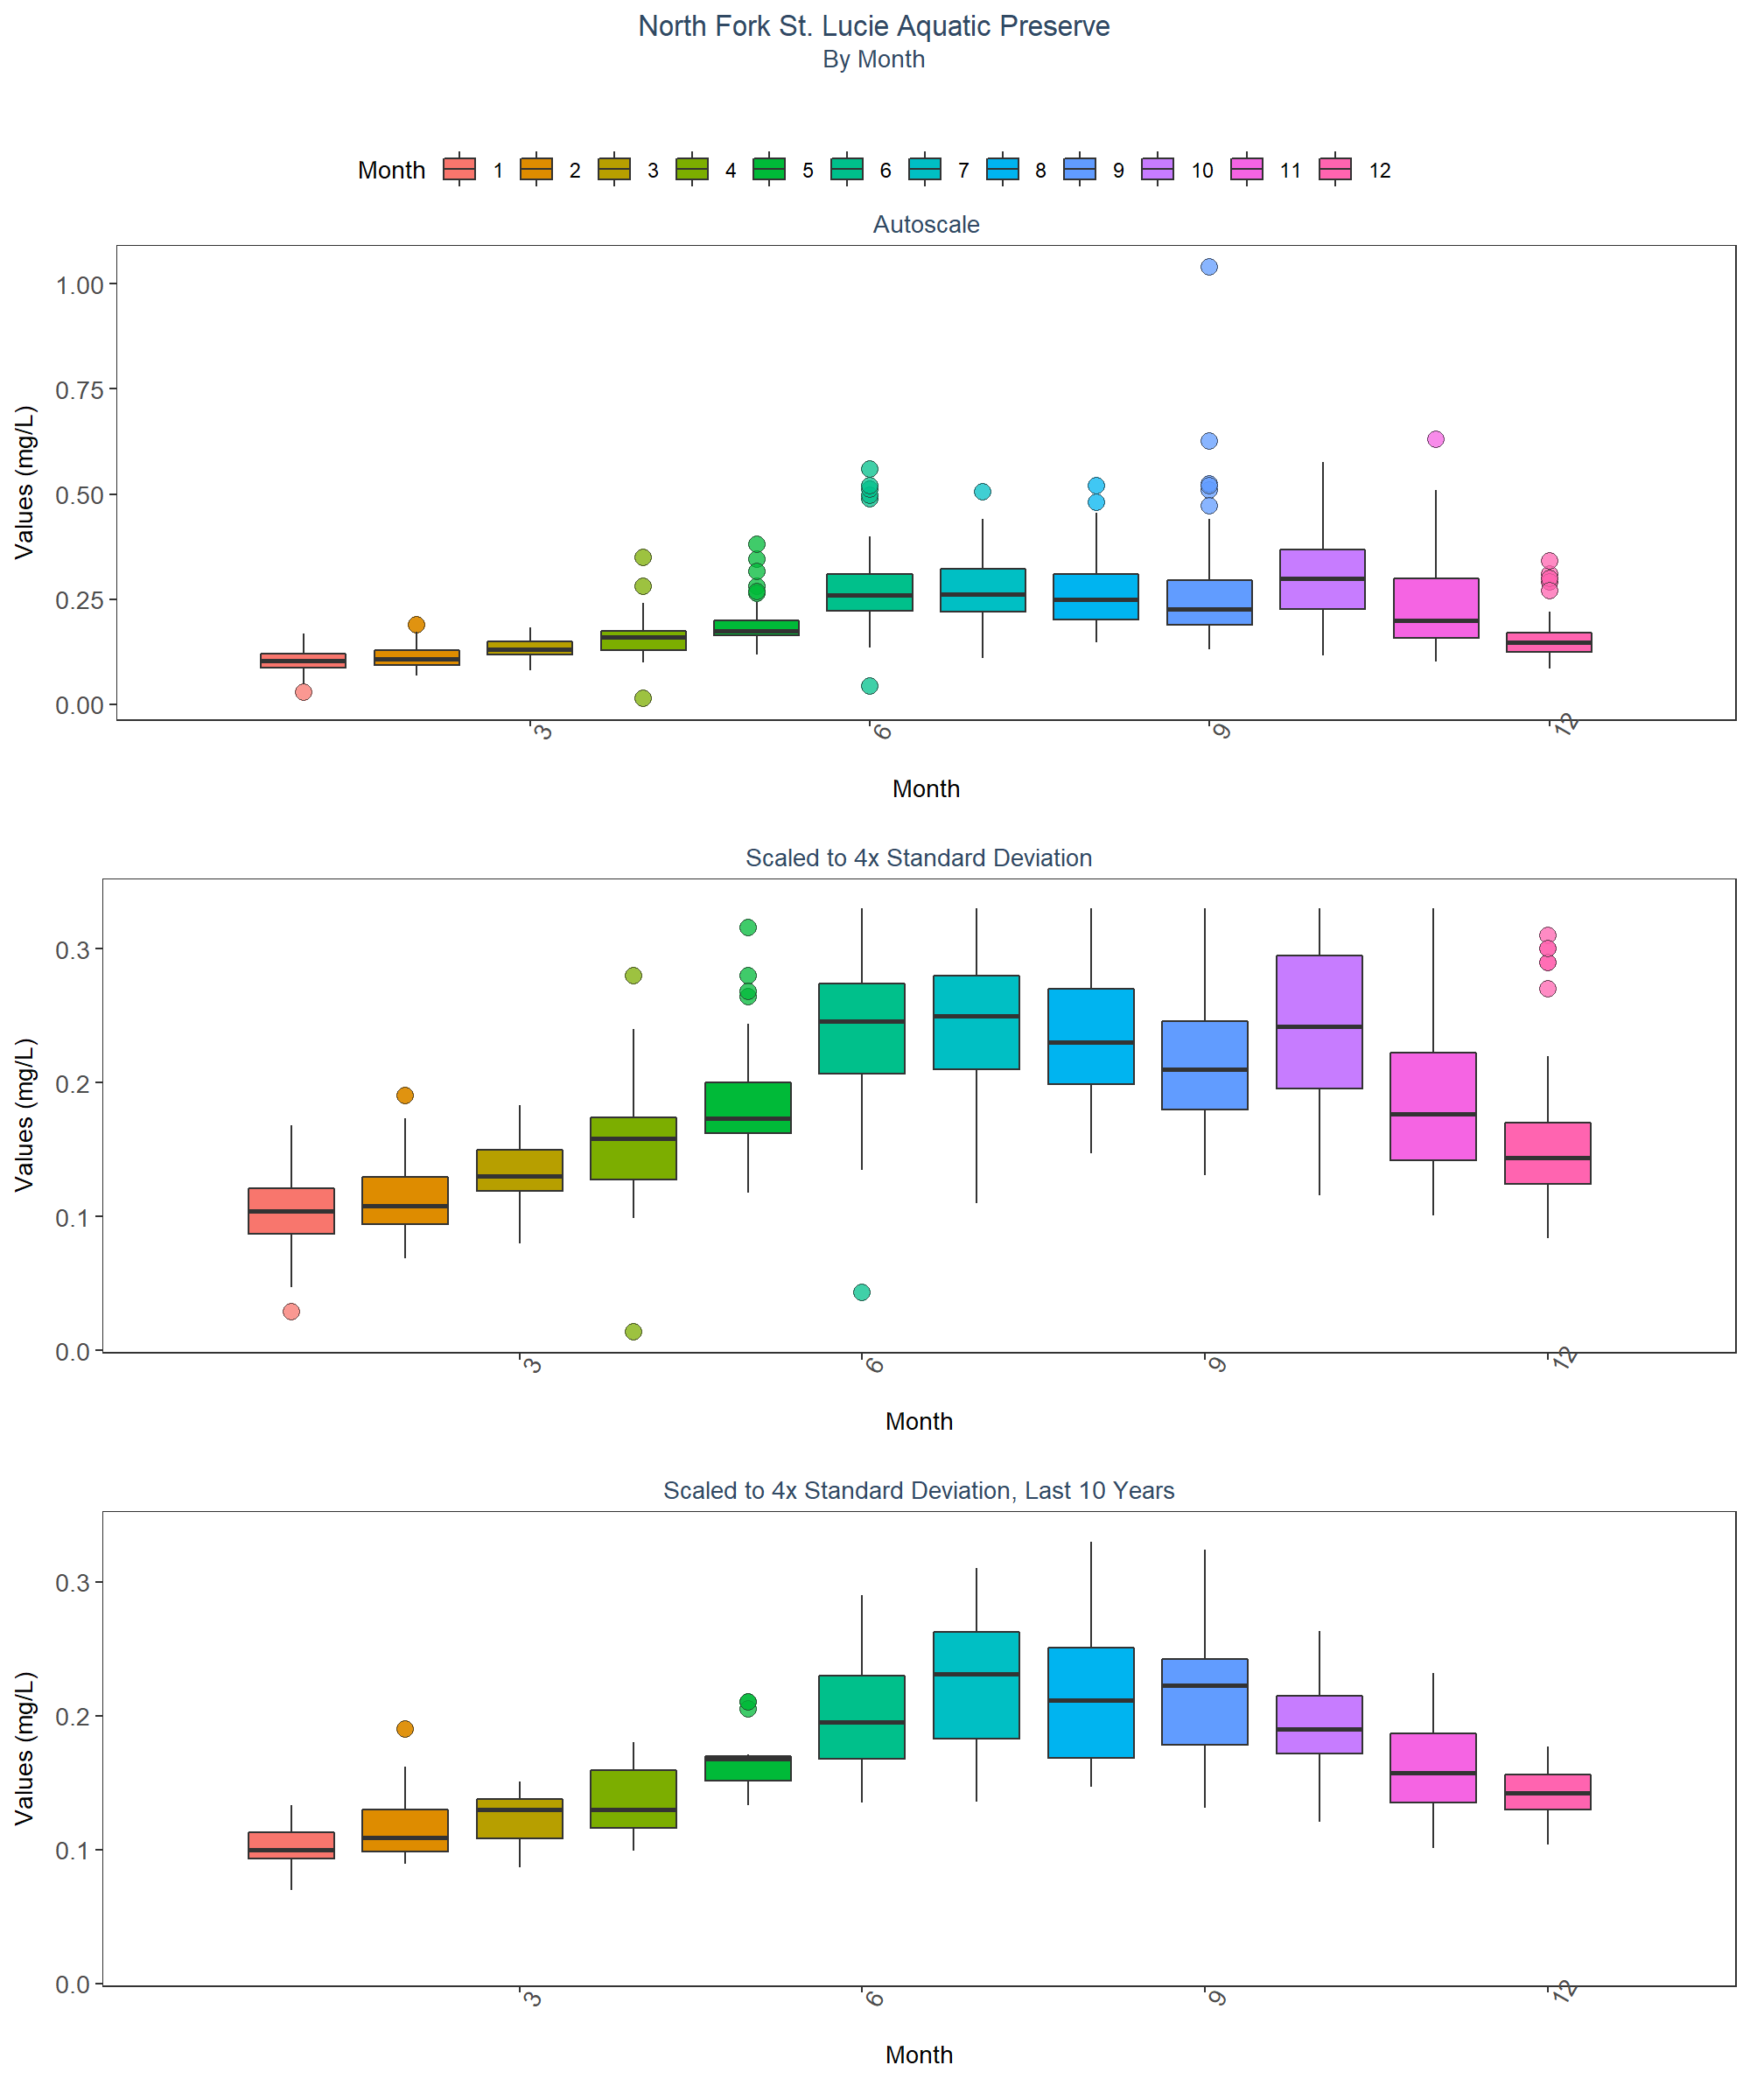 North Fork St. Lucie Aquatic Preserve
By Month
Month 1 2 3 4 5 6 7 8 9 10 11 12
Autoscale
Values (mg/L)
1.00
0.75
0.50
0.25
0.00
3 6 9 12
Month
Scaled to 4x Standard Deviation
Values (mg/L)
0.3
0.2
0.1
0.0
3 6 9 12
Month
Scaled to 4x Standard Deviation, Last 10 Years
Values (mg/L)
0.3
0.2
0.1
0.0
3 6 9 12
Month